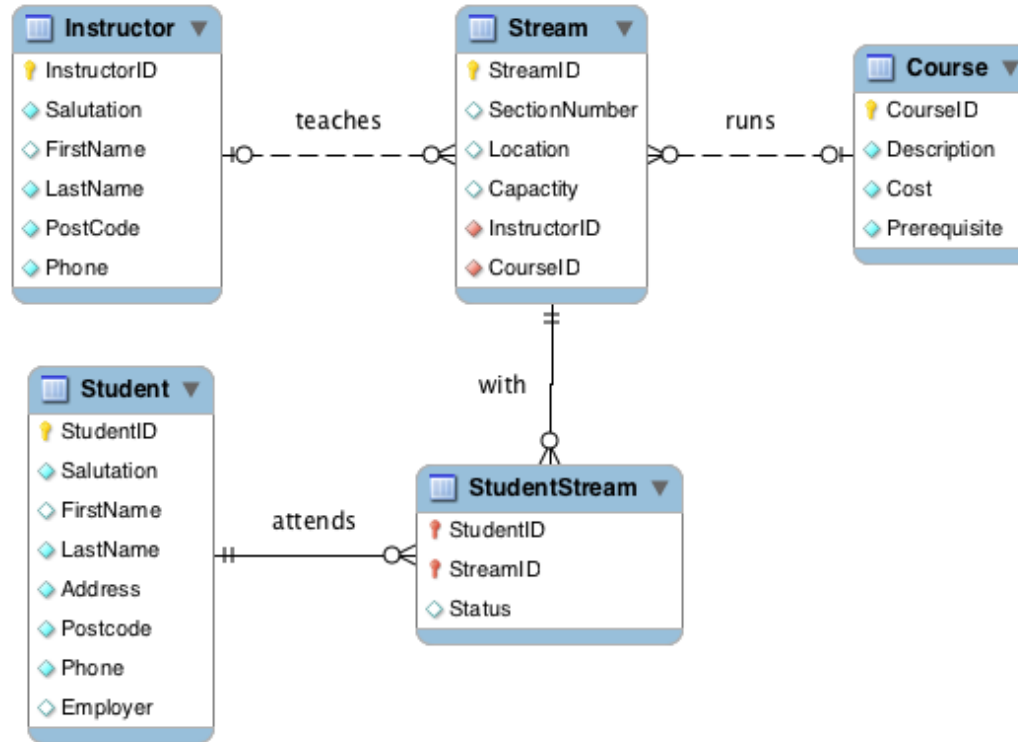 Instructor
InstructorID
Salutation
FirstName
LastName
PostCode
Phone
teaches
Stream
StreamID
SectionNumber
Location
Capactity
InstructorID
CourseID
runs
Course
CourseID
Description
Cost
Prerequisite
with
Student
StudentID
Salutation
FirstName
LastName
Address
Postcode
Phone
Employer
attends
StudentStream
StudentID
StreamID
Status